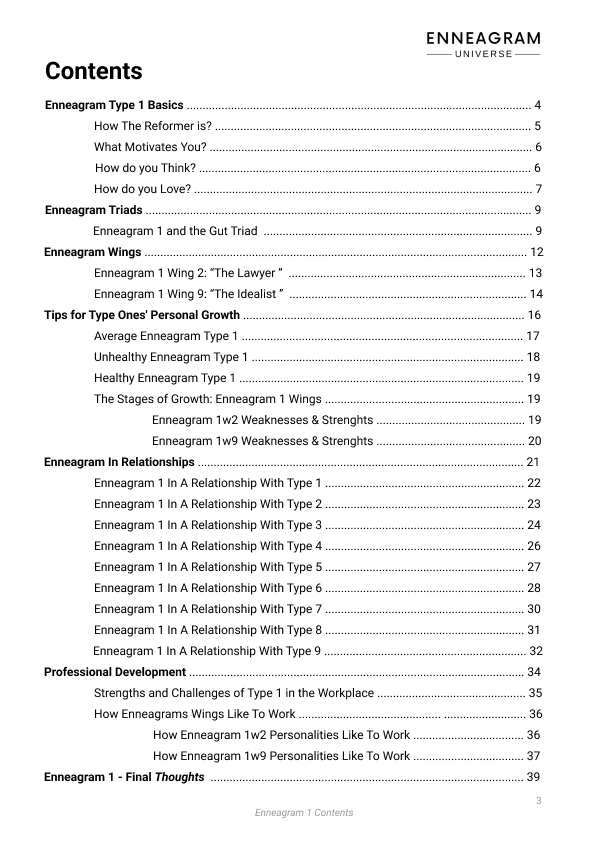 ENNEAGRAM
UNIVERSE
Contents
Enneagram Type 1 Basics ........ 4
How The Reformer is? ........ 5
What Motivates You? ........ 6
How do you Think? ........ 6
How do you Love? ........ 7
Enneagram Triads ........ 9
Enneagram 1 and the Gut Triad ........ 9
Enneagram Wings ........ 12
Enneagram 1 Wing 2: “The Lawyer ” ........ 13
Enneagram 1 Wing 9: “The Idealist ” ........ 14
Tips for Type Ones' Personal Growth ........ 16
Average Enneagram Type 1 ........ 17
Unhealthy Enneagram Type 1 ........ 18
Healthy Enneagram Type 1 ........ 19
The Stages of Growth: Enneagram 1 Wings ........ 19
Enneagram 1w2 Weaknesses & Strenghts ........ 19
Enneagram 1w9 Weaknesses & Strenghts ........ 20
Enneagram In Relationships ........ 21
Enneagram 1 In A Relationship With Type 1 ........ 22
Enneagram 1 In A Relationship With Type 2 ........ 23
Enneagram 1 In A Relationship With Type 3 ........ 24
Enneagram 1 In A Relationship With Type 4 ........ 26
Enneagram 1 In A Relationship With Type 5 ........ 27
Enneagram 1 In A Relationship With Type 6 ........ 28
Enneagram 1 In A Relationship With Type 7 ........ 30
Enneagram 1 In A Relationship With Type 8 ........ 31
Enneagram 1 In A Relationship With Type 9 ........ 32
Professional Development ........ 34
Strengths and Challenges of Type 1 in the Workplace ........ 35
How Enneagrams Wings Like To Work ........ 36
How Enneagram 1w2 Personalities Like To Work ........ 36
How Enneagram 1w9 Personalities Like To Work ........ 37
Enneagram 1 - Final Thoughts ........ 39
3
Enneagram 1 Contents